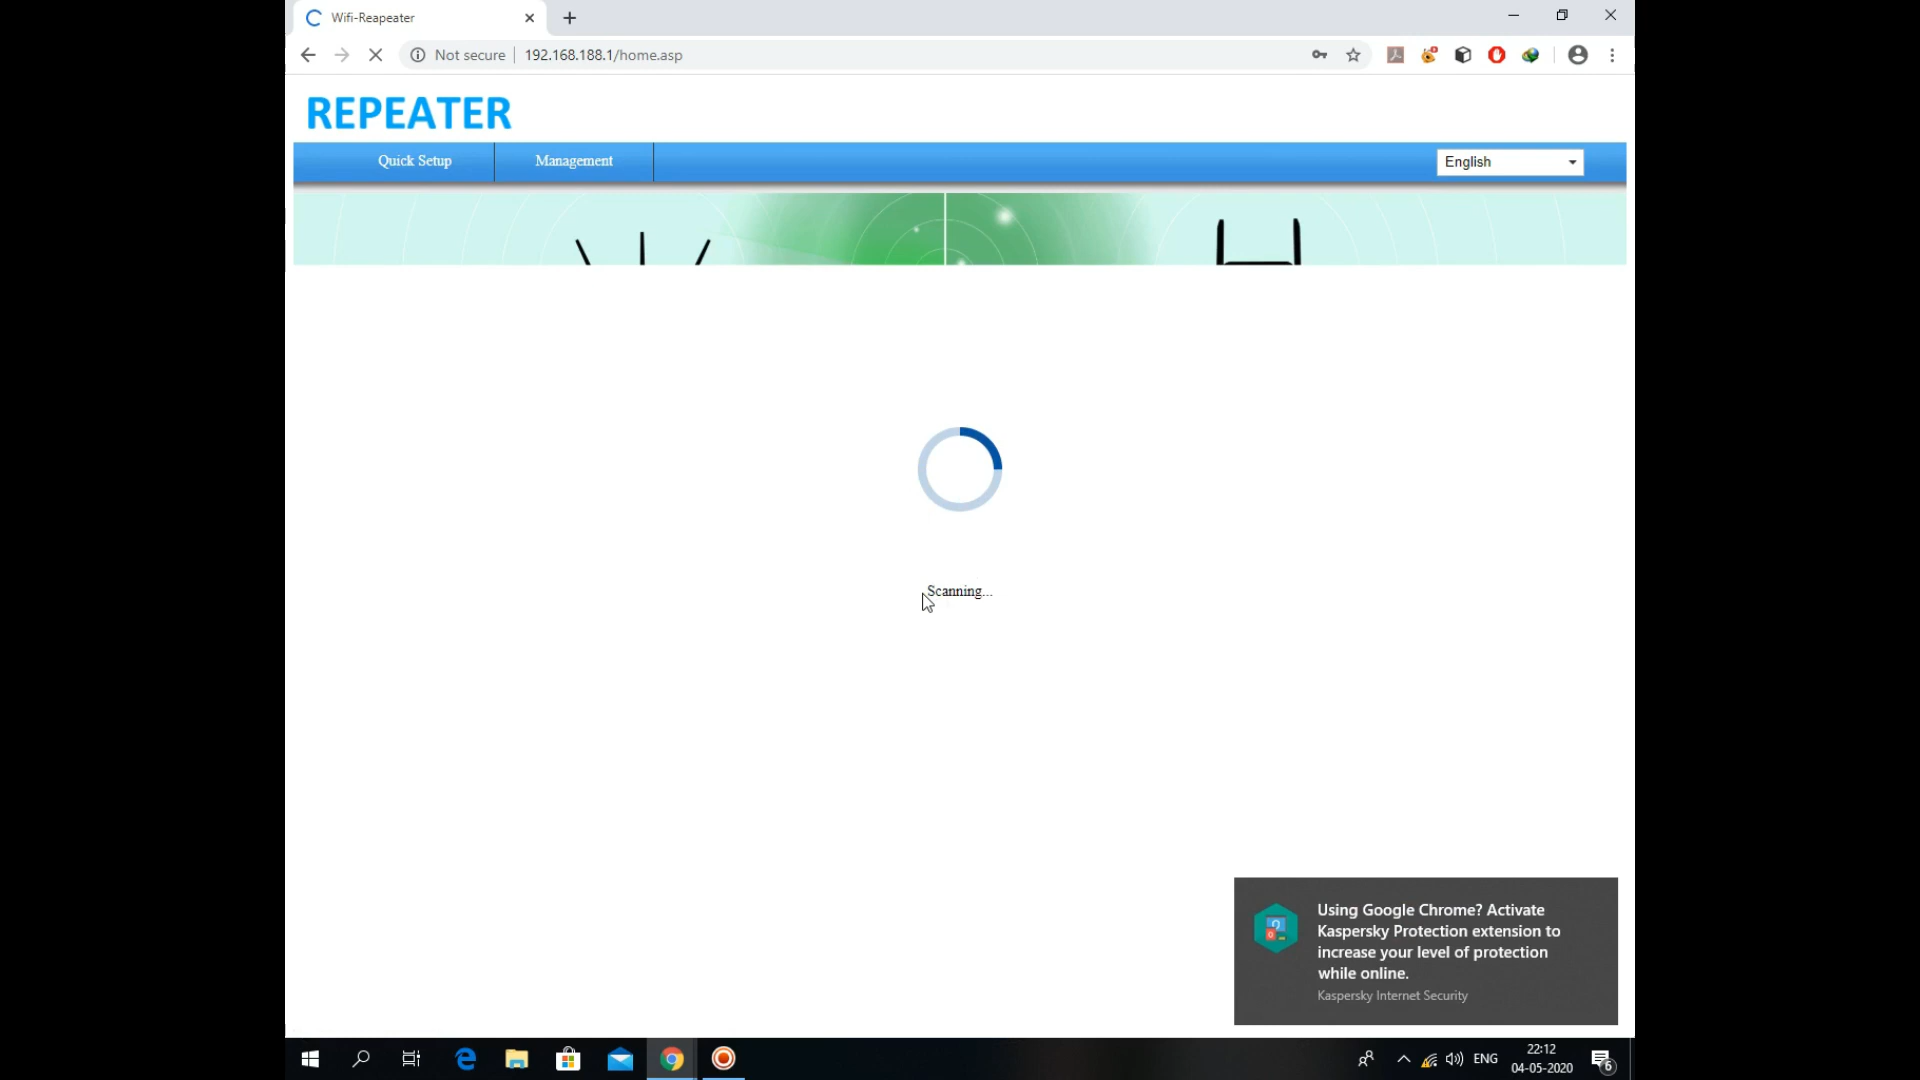 Wifi-Reapeater
Not secure
192.168.188.1/home.asp
REPEATER
Quick Setup
Management
English
Scanning...
Using Google Chrome? Activate
Kaspersky Protection extension to
increase your level of protection
while online.
Kaspersky Internet Security
ENG
22:12
04-05-2020
6